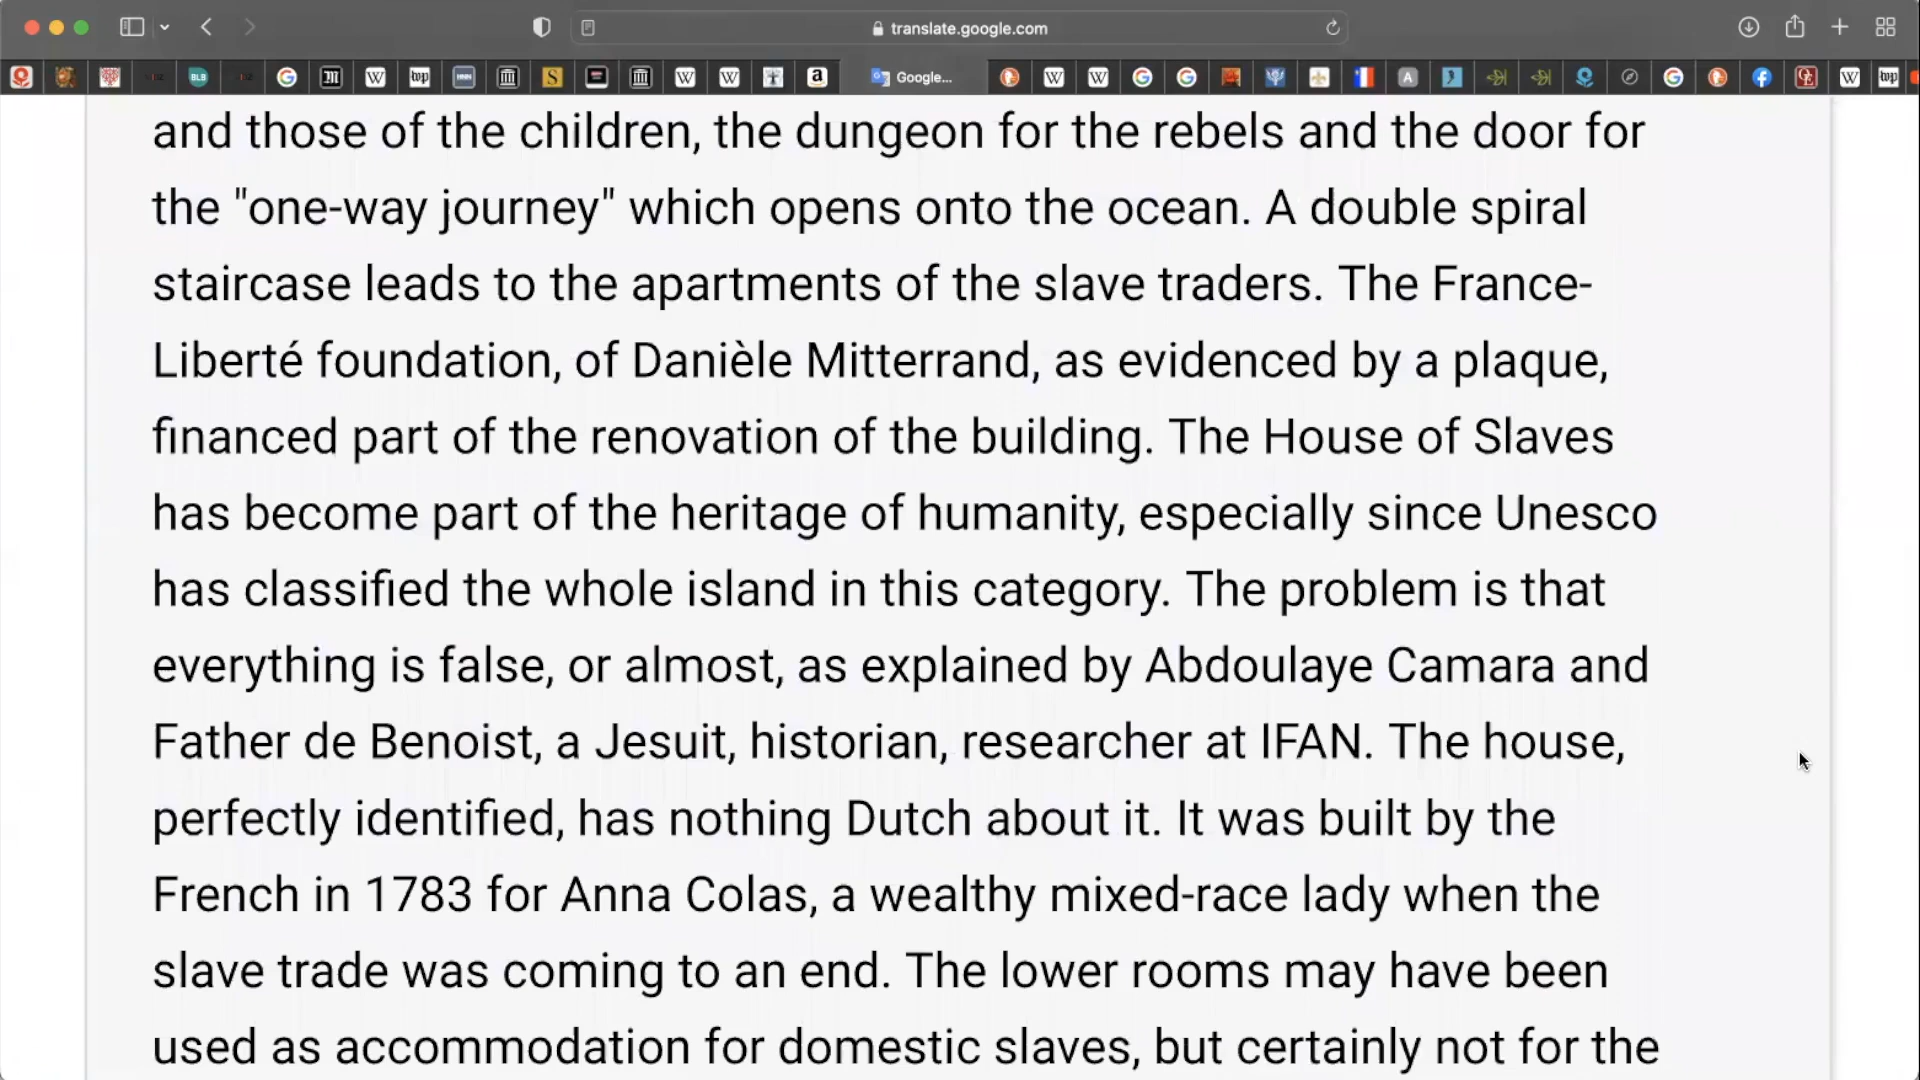 translate.google.com
BLB
Google...
and those of the children, the dungeon for the rebels and the door for
the "one-way journey" which opens onto the ocean. A double spiral
staircase leads to the apartments of the slave traders. The France-
Liberté foundation, of Danièle Mitterrand, as evidenced by a plaque,
financed part of the renovation of the building. The House of Slaves
has become part of the heritage of humanity, especially since Unesco
has classified the whole island in this category. The problem is that
everything is false, or almost, as explained by Abdoulaye Camara and
Father de Benoist, a Jesuit, historian, researcher at IFAN. The house,
perfectly identified, has nothing Dutch about it. It was built by the
French in 1783 for Anna Colas, a wealthy mixed-race lady when the
slave trade was coming to an end. The lower rooms may have been
used as accommodation for domestic slaves, but certainly not for the